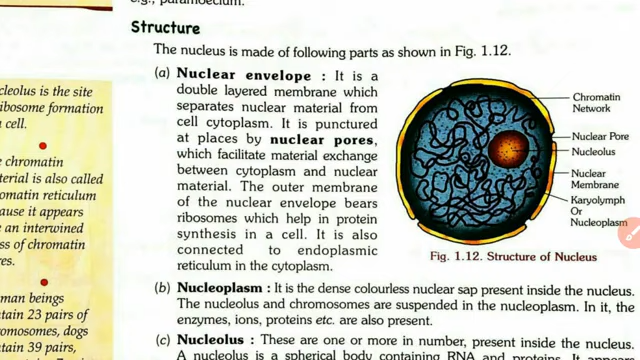 e.g., paramoecium.
Structure
The nucleus is made of following parts as shown in Fig. 1.12.
(a) Nuclear envelope : It is a
double layered membrane which
separates nuclear material from
cell cytoplasm. It is punctured
at places by nuclear pores,
which facilitate material exchange
between cytoplasm and nuclear
material. The outer membrane
of the nuclear envelope bears
ribosomes which help in protein
synthesis in a cell. It is also
connected to endoplasmic
reticulum in the cytoplasm.
Chromatin
Network
Nuclear Pore
Nucleolus
Nuclear
Membrane
Karyolymph
Or
Nucleoplasm
Fig. 1.12. Structure of Nucleus
(b) Nucleoplasm : It is the dense colourless nuclear sap present inside the nucleus.
The nucleolus and chromosomes are suspended in the nucleoplasm. In it, the
enzymes, ions, proteins etc. are also present.
(c) Nucleolus : These are one or more in number, present inside the nucleus.
A nucleolus is a spherical body containing RNA and proteins. It appears
cleolus is the site
ribosome formation
a cell.
e chromatin
terial is also called
omatin reticulum
cause it appears
e an interwined
ss of chromatin
res.
man beings
ntain 23 pairs of
romosomes, dogs
ntain 39 pairs,